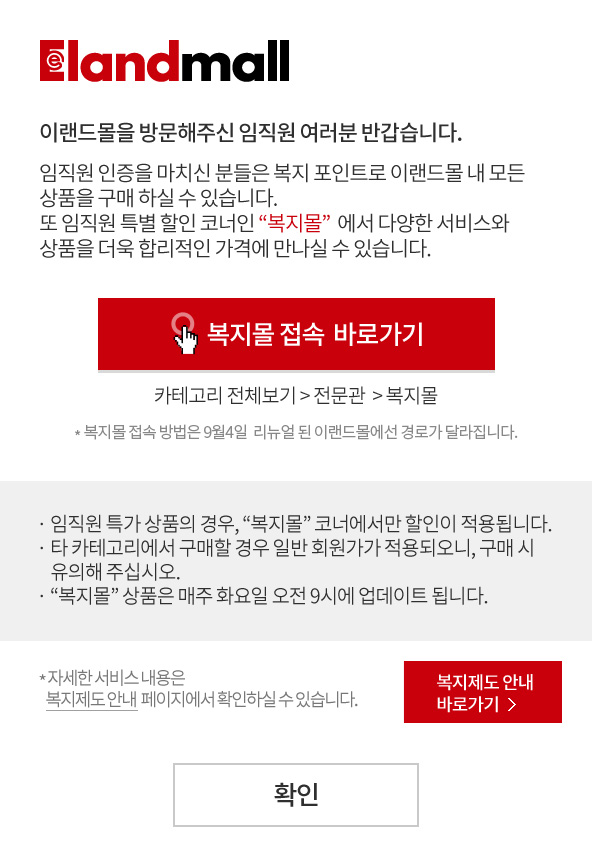 Elandmall
이랜드몰을 방문해주신 임직원 여러분 반갑습니다.
임직원 인증을 마치신 분들은 복지 포인트로 이랜드몰 내 모든
상품을 구매 하실 수 있습니다.
또 임직원 특별 할인 코너인 “복지몰” 에서 다양한 서비스와
상품을 더욱 합리적인 가격에 만나실 수 있습니다.
복지몰 접속 바로가기
카테고리 전체보기 > 전문관 > 복지몰
* 복지몰 접속 방법은 9월4일 리뉴얼 된 이랜드몰에선 경로가 달라집니다.
· 임직원 특가 상품의 경우, “복지몰” 코너에서만 할인이 적용됩니다.
· 타 카테고리에서 구매할 경우 일반 회원가가 적용되오니, 구매 시
유의해 주십시오.
· “복지몰” 상품은 매주 화요일 오전 9시에 업데이트 됩니다.
* 자세한 서비스 내용은
복지제도 안내 페이지에서 확인하실 수 있습니다.
복지제도 안내
바로가기 >
확인